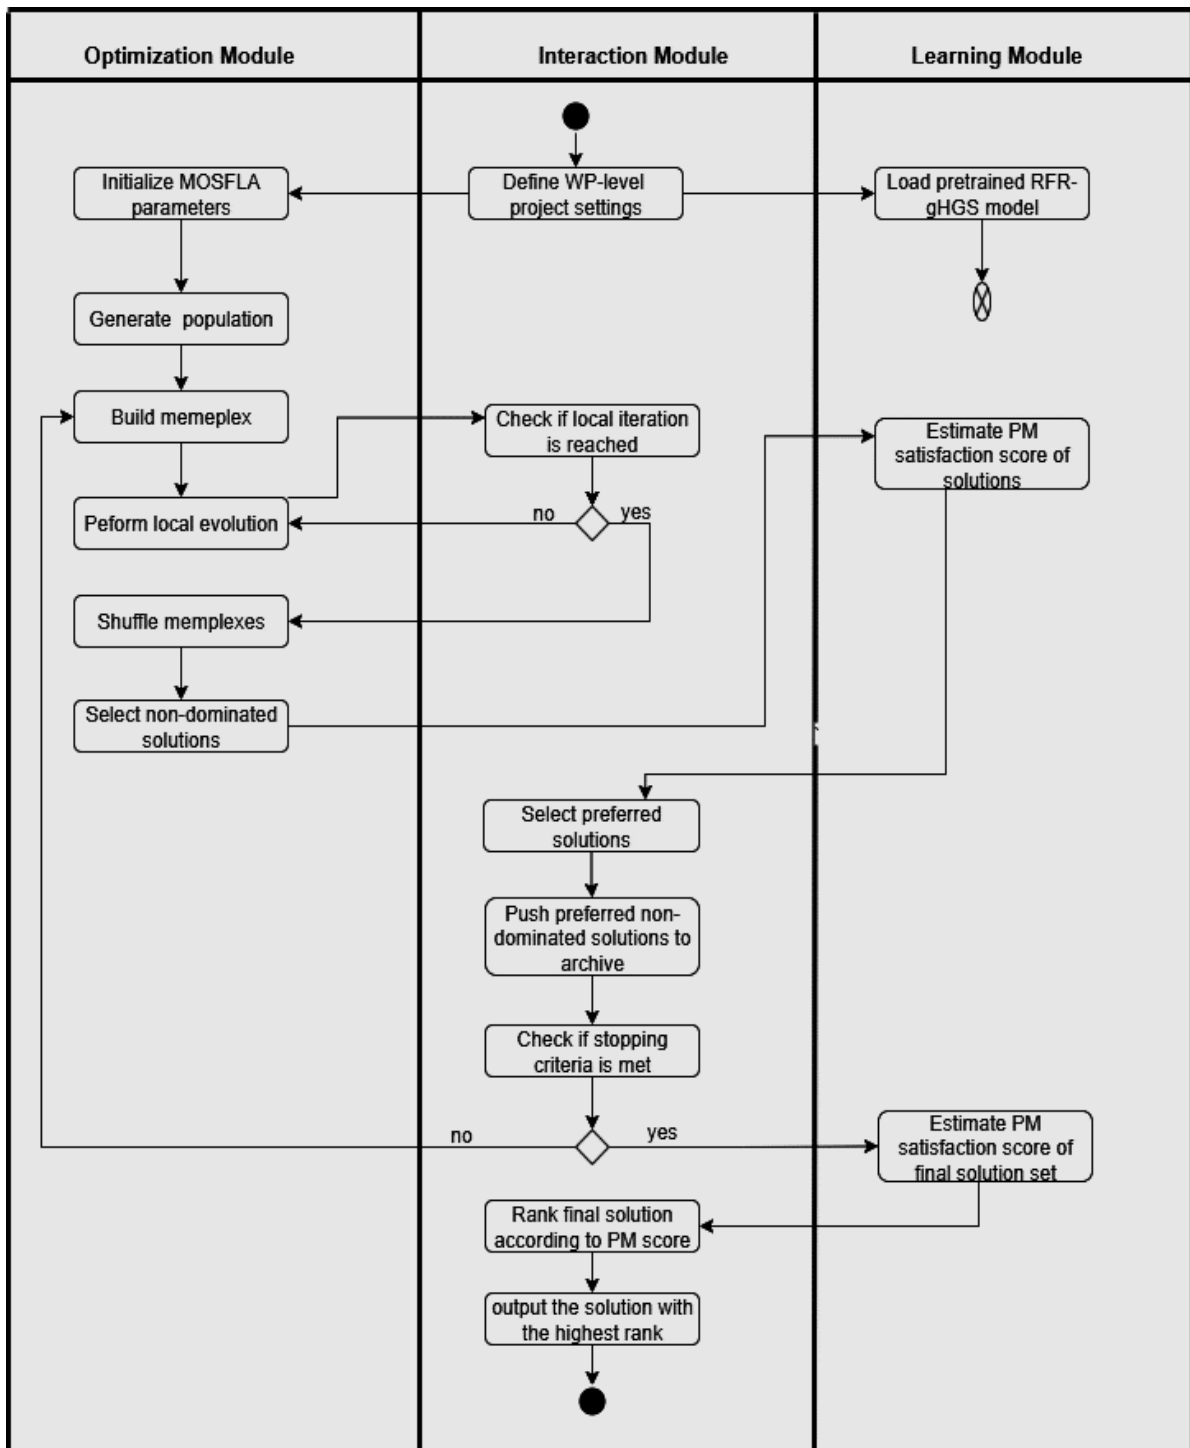 Optimization Module
Interaction Module
Learning Module
Initialize MOSFLA
parameters
Define WP-level
project settings
Load pretrained RFR-
gHGS model
Generate population
Build memeplex
Check if local iteration
is reached
Estimate PM
satisfaction score of
solutions
Peform local evolution
no
yes
Shuffle memplexes
Select non-dominated
solutions
Select preferred
solutions
Push preferred non-
dominated solutions to
archive
Check if stopping
criteria is met
no
yes
Estimate PM
satisfaction score of
final solution set
Rank final solution
according to PM score
output the solution with
the highest rank